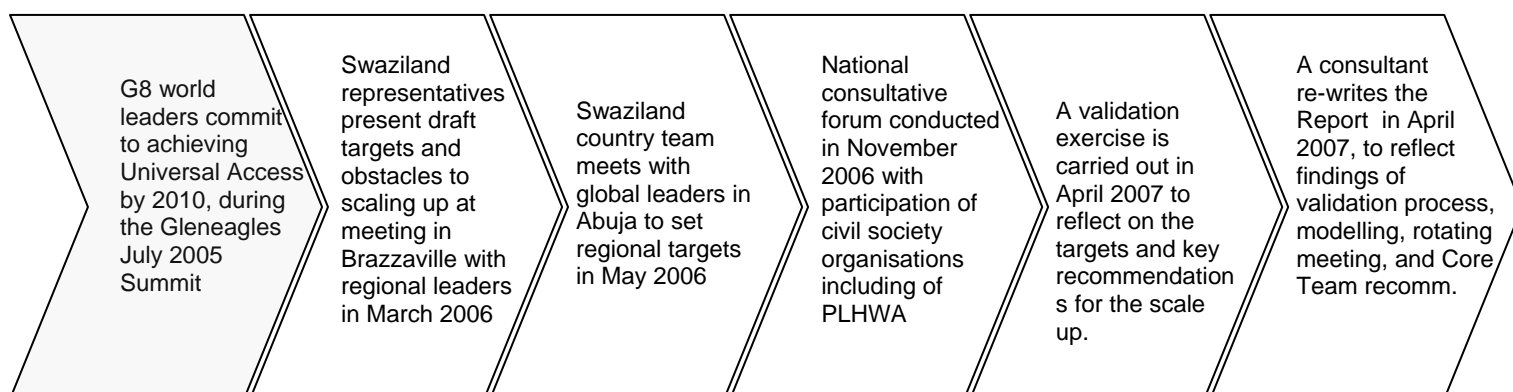 G8 world
leaders commit
to achieving
Universal Access
by 2010, during
the Gleneagles
July 2005
Summit
Swaziland
representatives
present draft
targets and
obstacles to
scaling up at
meeting in
Brazzaville with
regional leaders
in March 2006
Swaziland
country team
meets with
global leaders in
Abuja to set
regional targets
in May 2006
National
consultative
forum conducted
in November
2006 with
participation of
civil society
organisations
including of
PLHWA
A validation
exercise is
carried out in
April 2007 to
reflect on the
targets and key
recommendation
s for the scale
up.
A consultant
re-writes the
Report  in April
2007, to reflect
findings of
validation process,
modelling, rotating
meeting, and Core
Team recomm.